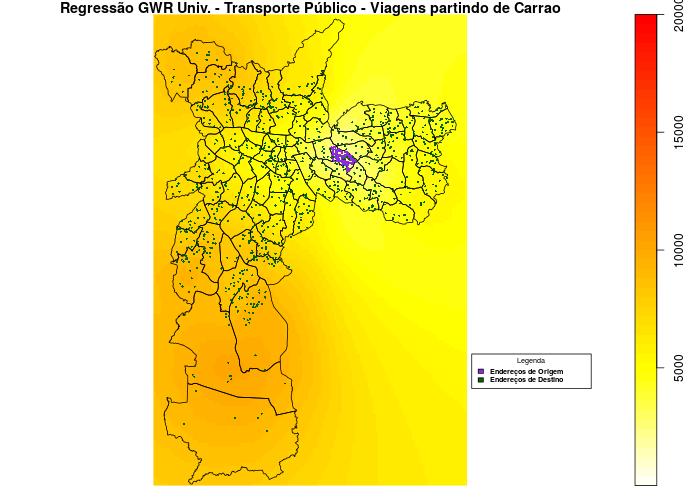 Regressão GWR Univ. - Transporte Público - Viagens partindo de Carrao
20000
15000
10000
5000
Legenda
Endereços de Origem
Endereços de Destino